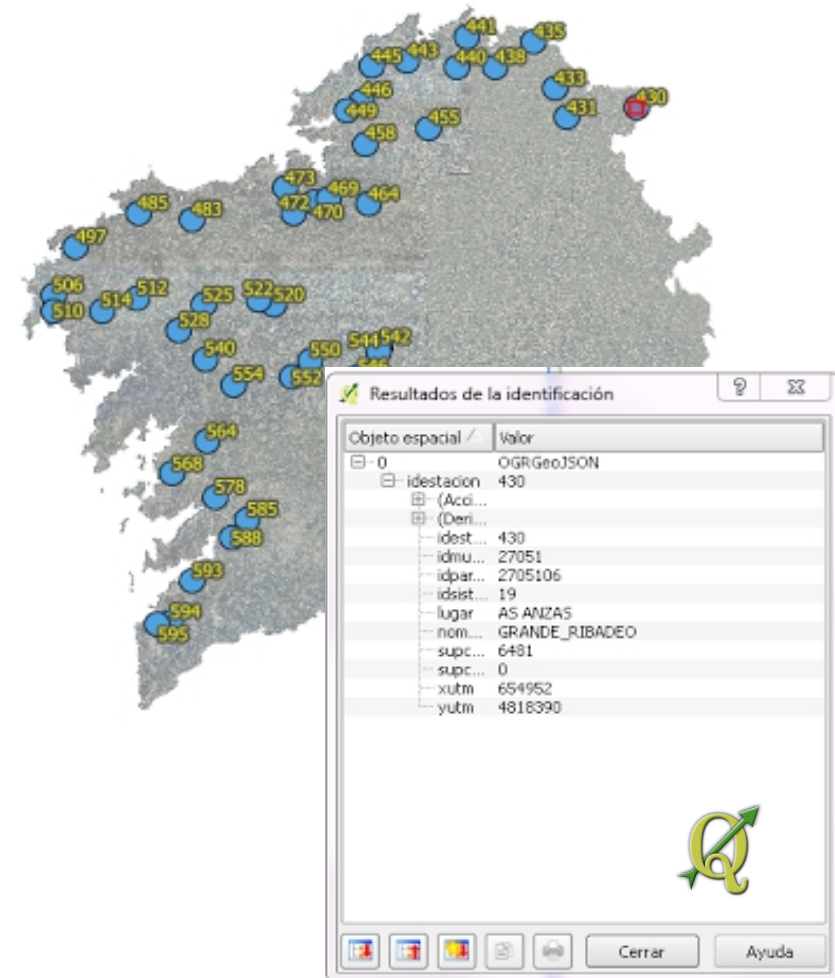 441
435
445
443
440
438
433
446
449
431
430
455
458
473
469
464
472
470
485
483
497
506
512
525
522
520
510
514
528
544
542
540
550
546
554
552
564
568
578
585
588
593
594
595
Resultados de la identificación
Objeto espacial Valor
0 OGRGeoJSON
idestacion 430
(Acci...
(Deri...
idest... 430
idmu... 27051
idpar... 2705106
idsist... 19
lugar AS ANZAS
nom... GRANDE_RIBADEO
supc... 6481
supc... 0
xutm 654952
yutm 4818390
Cerrar Ayuda